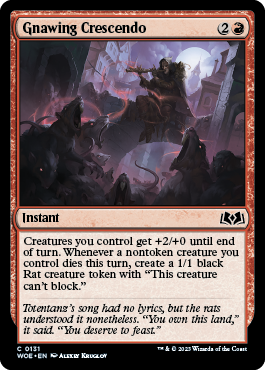 Gnawing Crescendo 2
Instant
Creatures you control get +2/+0 until end
of turn. Whenever a nontoken creature you
control dies this turn, create a 1/1 black
Rat creature token with “This creature
can’t block.”
Totentanz’s song had no lyrics, but the rats
understood it nonetheless. “You own this land,”
it said. “You deserve to feast.”
C 0131
WOE • EN Alexey Kruglov
™ & © 2023 Wizards of the Coast